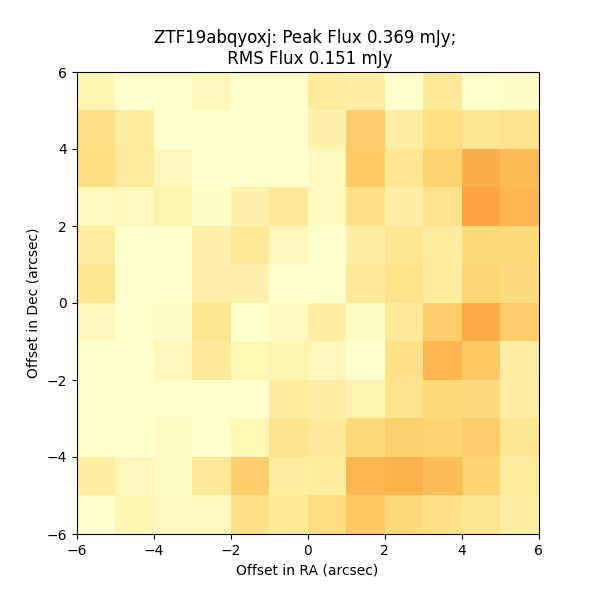 ZTF19abqyoxj: Peak Flux 0.369 mJy;
RMS Flux 0.151 mJy
6
4
2
0
−2
−4
−6
Offset in Dec (arcsec)
−6 −4 −2 0 2 4 6
Offset in RA (arcsec)